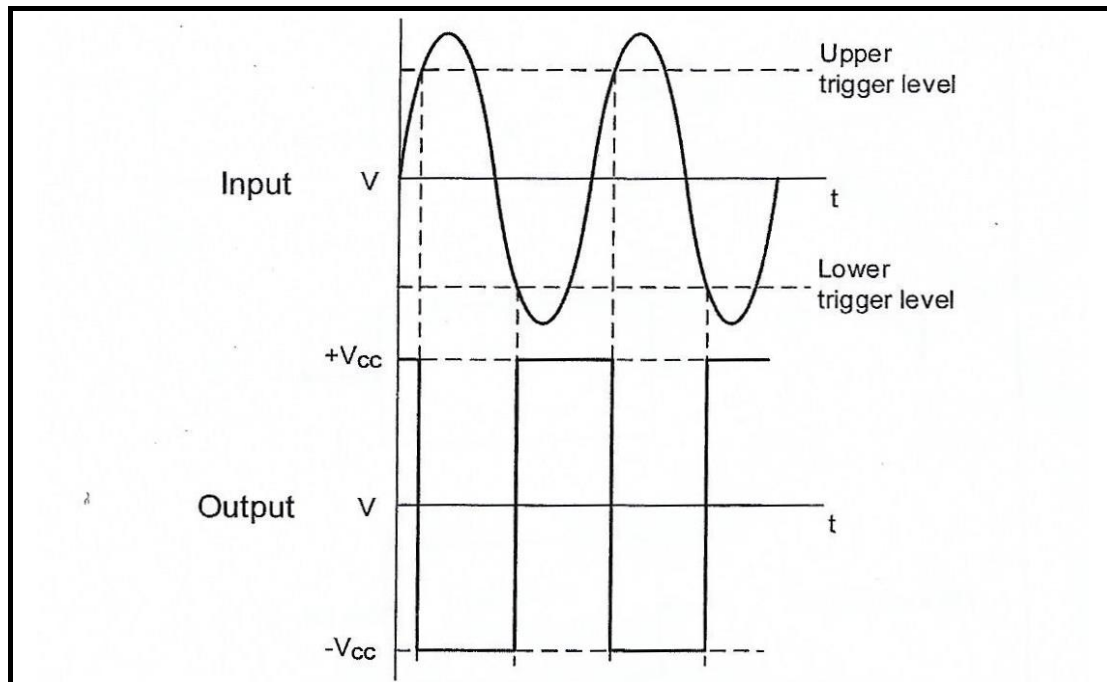 Upper
trigger level
Input
V
t
Lower
trigger level
+Vcc
Output
V
t
-Vcc